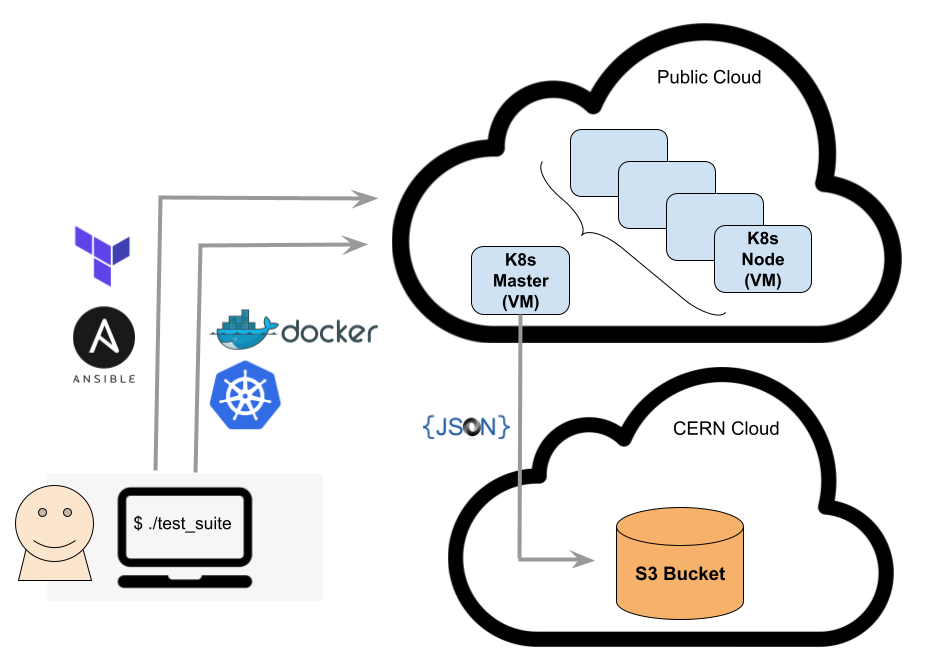 Public Cloud
K8s
Node
(VM)
K8s
Master
(VM)
docker
ANSIBLE
{JSON}
CERN Cloud
$ ./test_suite
S3 Bucket